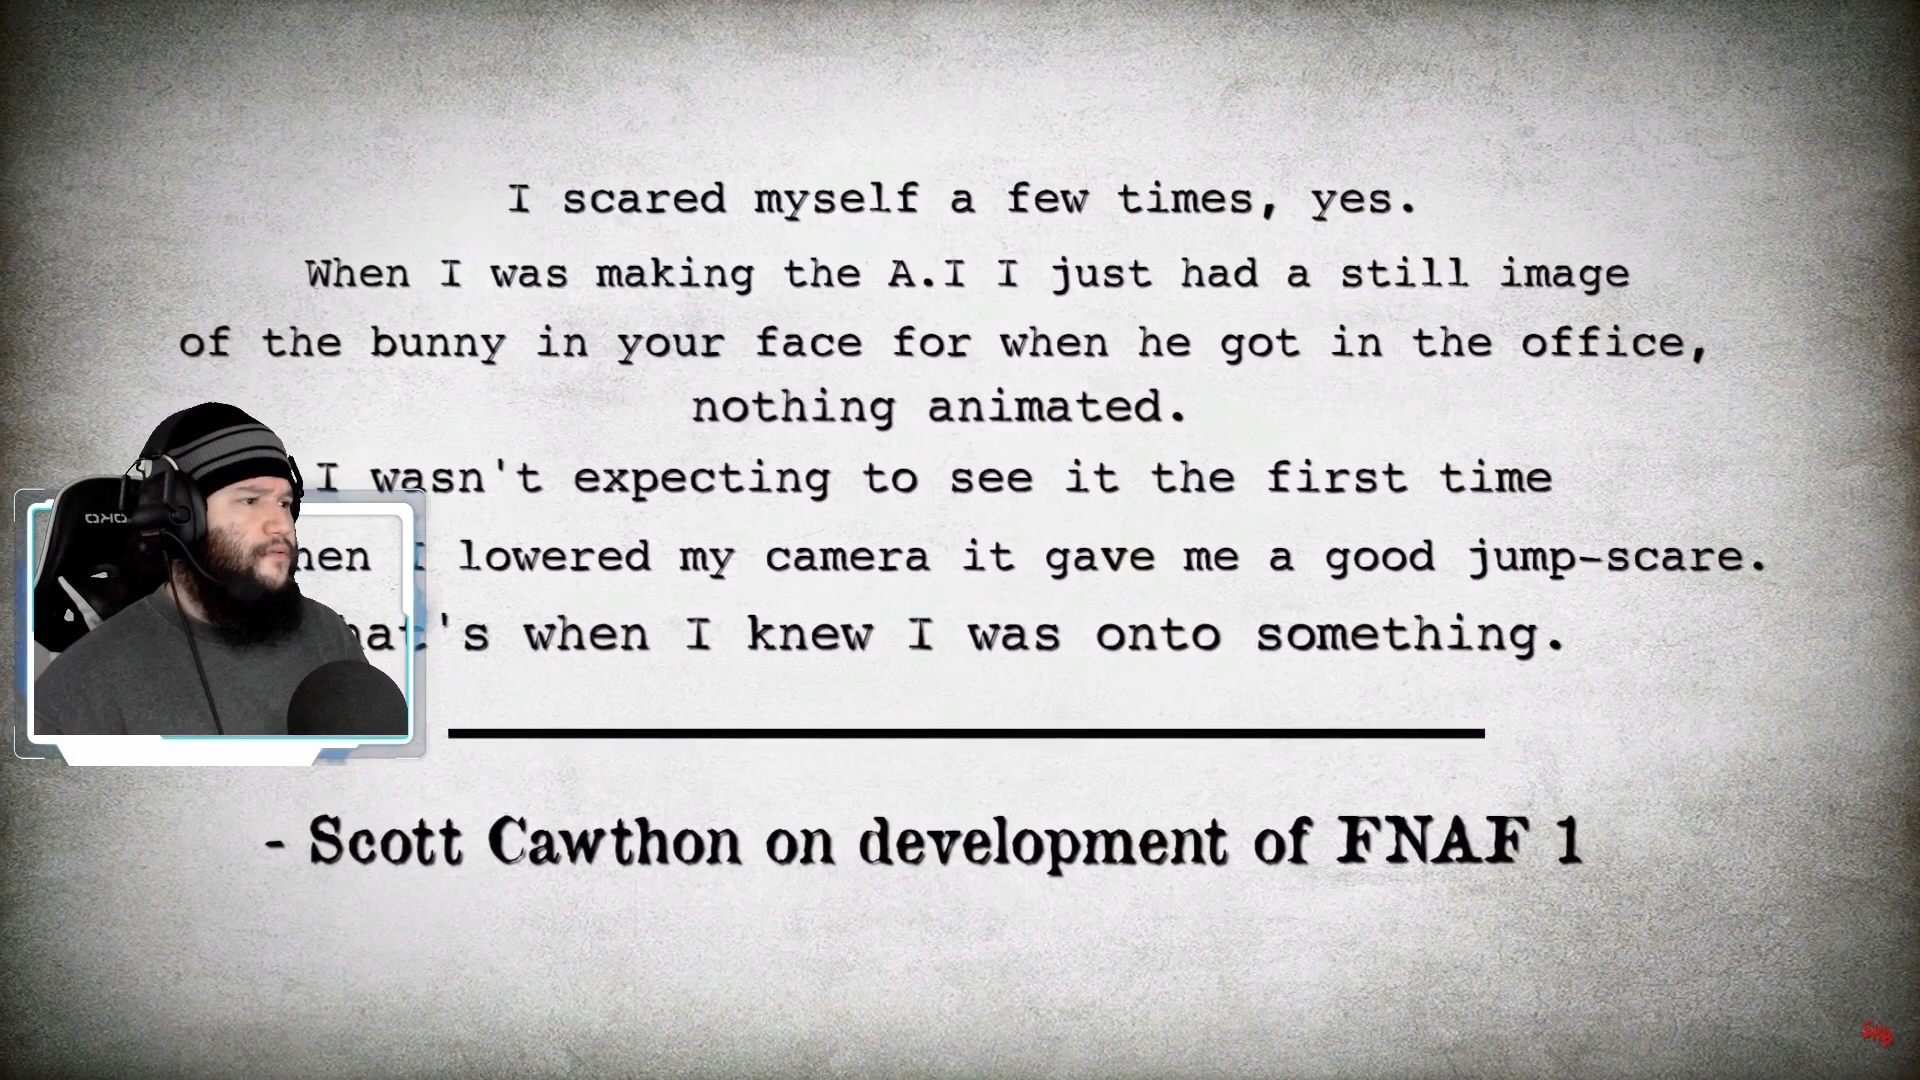 I scared myself a few times, yes.
When I was making the A.I I just had a still image
of the bunny in your face for when he got in the office,
nothing animated.
I wasn't expecting to see it the first time
I lowered my camera it gave me a good jump-scare.
when I knew I was onto something.
- Scott Cawthon on development of FNAF 1
SHB